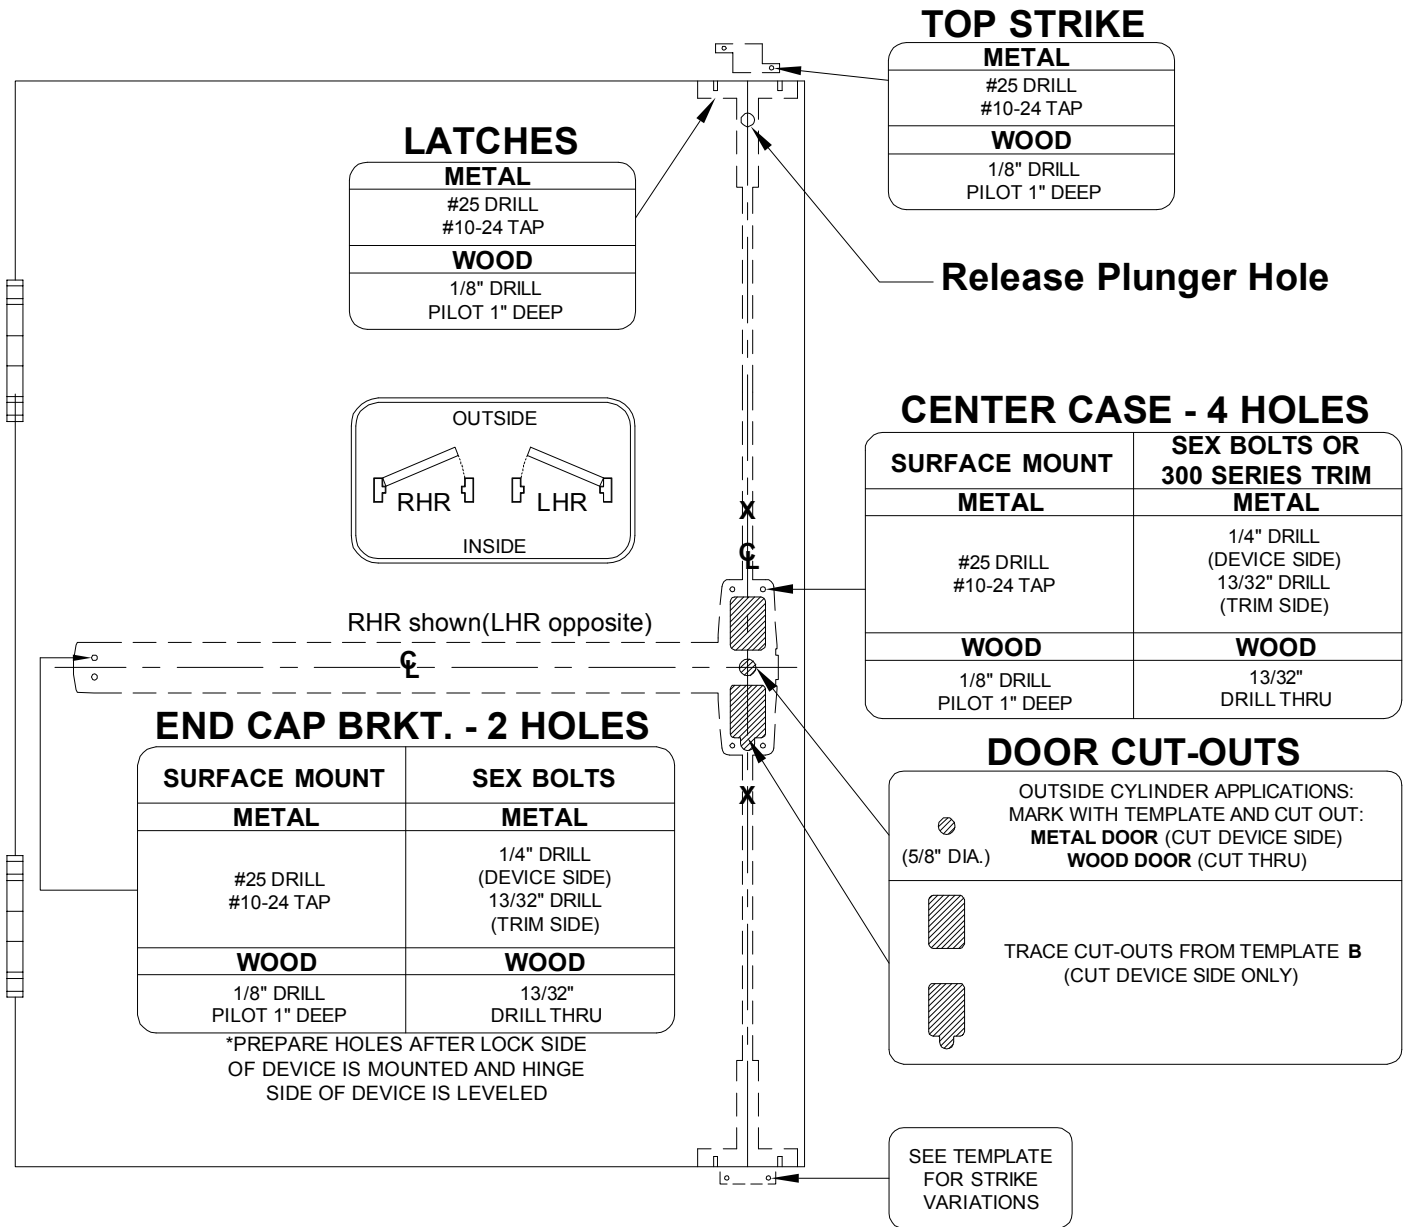 TOP STRIKE
METAL
#25 DRILL
#10-24 TAP
WOOD
1/8" DRILL
PILOT 1" DEEP
LATCHES
METAL
#25 DRILL
#10-24 TAP
WOOD
1/8" DRILL
PILOT 1" DEEP
Release Plunger Hole
OUTSIDE
RHR
LHR
INSIDE
CENTER CASE - 4 HOLES
SURFACE MOUNT
SEX BOLTS OR
300 SERIES TRIM
METAL
METAL
#25 DRILL
#10-24 TAP
1/4" DRILL
(DEVICE SIDE)
13/32" DRILL
(TRIM SIDE)
WOOD
WOOD
1/8" DRILL
PILOT 1" DEEP
13/32"
DRILL THRU
X
℄
RHR shown(LHR opposite)
℄
X
END CAP BRKT. - 2 HOLES
SURFACE MOUNT
SEX BOLTS
METAL
METAL
#25 DRILL
#10-24 TAP
1/4" DRILL
(DEVICE SIDE)
13/32" DRILL
(TRIM SIDE)
WOOD
WOOD
1/8" DRILL
PILOT 1" DEEP
13/32"
DRILL THRU
*PREPARE HOLES AFTER LOCK SIDE
OF DEVICE IS MOUNTED AND HINGE
SIDE OF DEVICE IS LEVELED
DOOR CUT-OUTS
(5/8" DIA.)
OUTSIDE CYLINDER APPLICATIONS:
MARK WITH TEMPLATE AND CUT OUT:
METAL DOOR (CUT DEVICE SIDE)
WOOD DOOR (CUT THRU)
TRACE CUT-OUTS FROM TEMPLATE B
(CUT DEVICE SIDE ONLY)
SEE TEMPLATE
FOR STRIKE
VARIATIONS